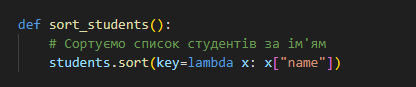 def sort_students():
    # Сортуємо список студентів за ім'ям
    students.sort(key=lambda x: x["name"])